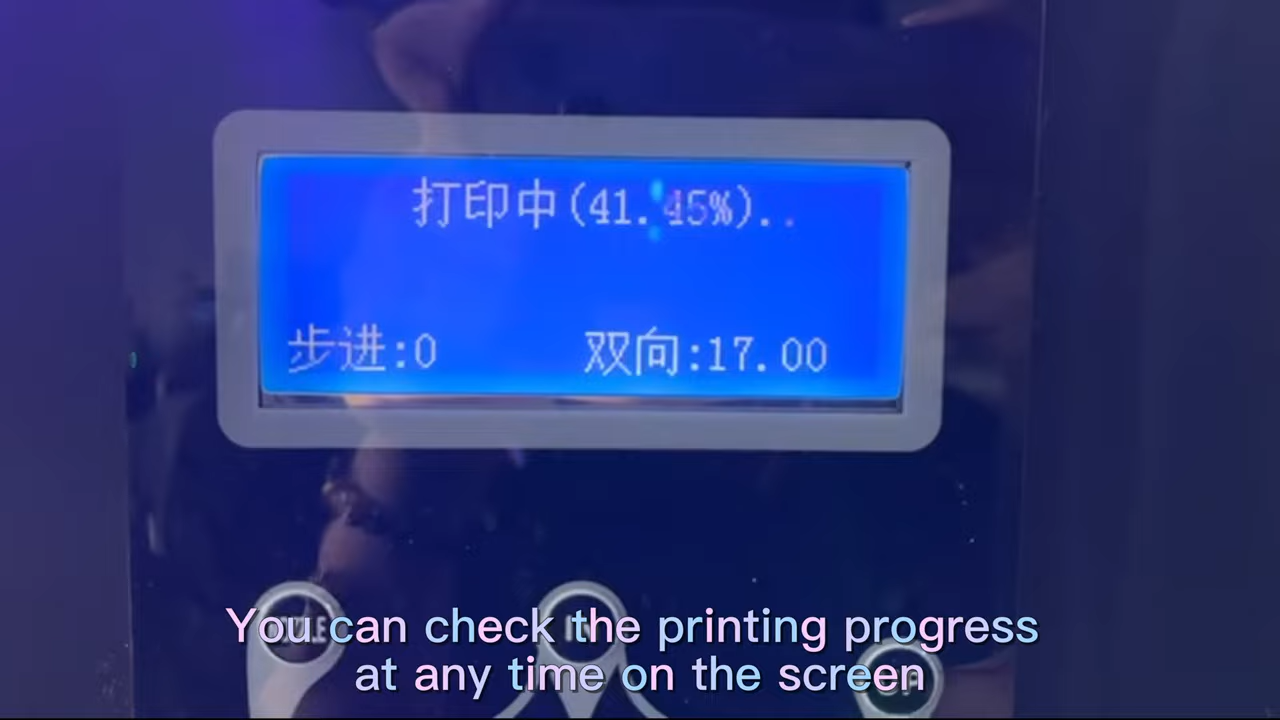 打印中(41.45%)..
步进:0 双向:17.00
You can check the printing progress
at any time on the screen